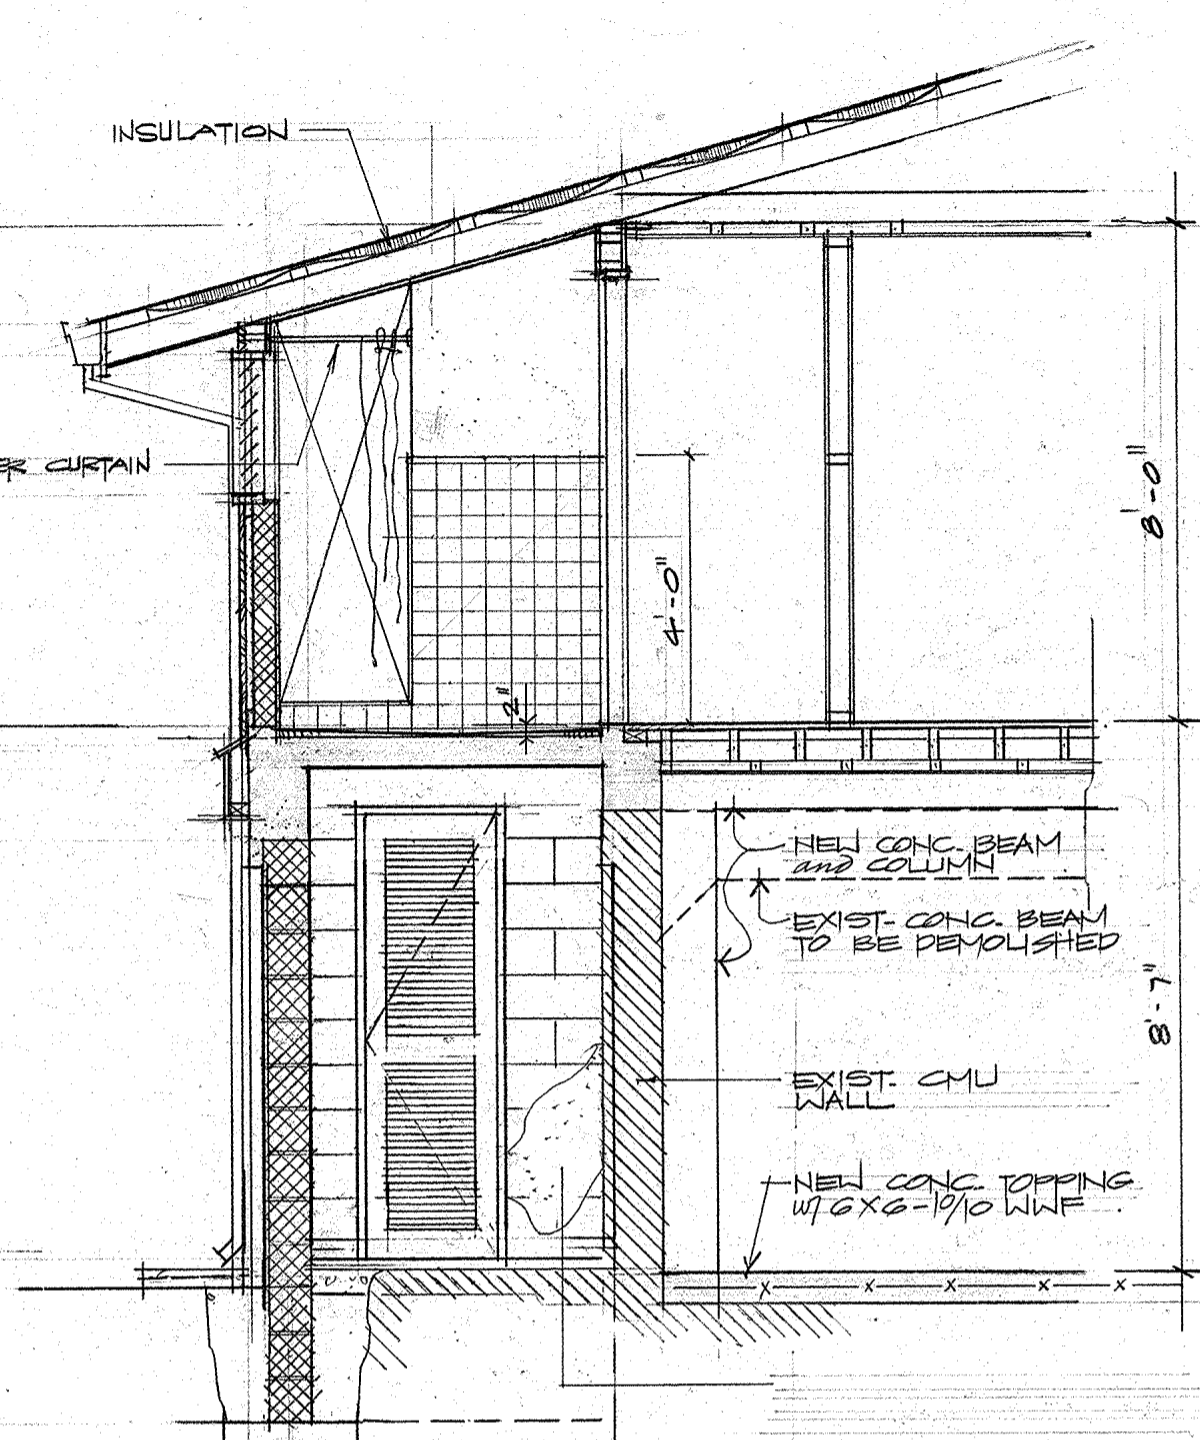 INSULATION
ER CURTAIN
8'-0"
4'-0"
2"
NEW CONC. BEAM
and COLUMN
EXIST- CONC. BEAM
TO BE DEMOLISHED
8'-7"
EXIST- CMU
WALL
NEW CONC. TOPPING
W/ 6X6-10/10 WWF.
x x x x x